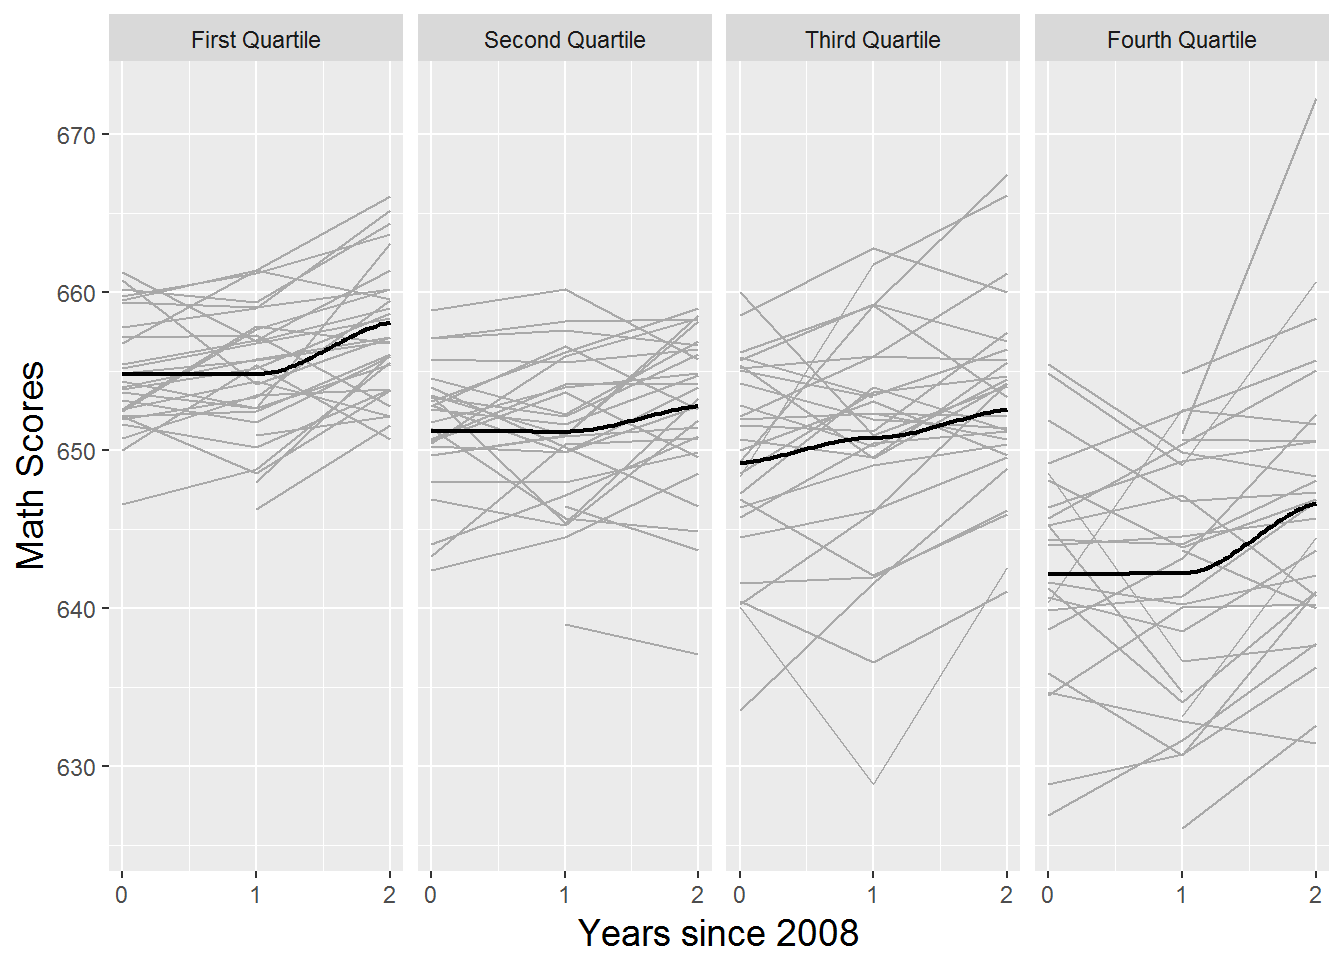 First Quartile
Second Quartile
Third Quartile
Fourth Quartile
Math Scores
670
660
650
640
630
0 1 2
0 1 2
0 1 2
0 1 2
Years since 2008